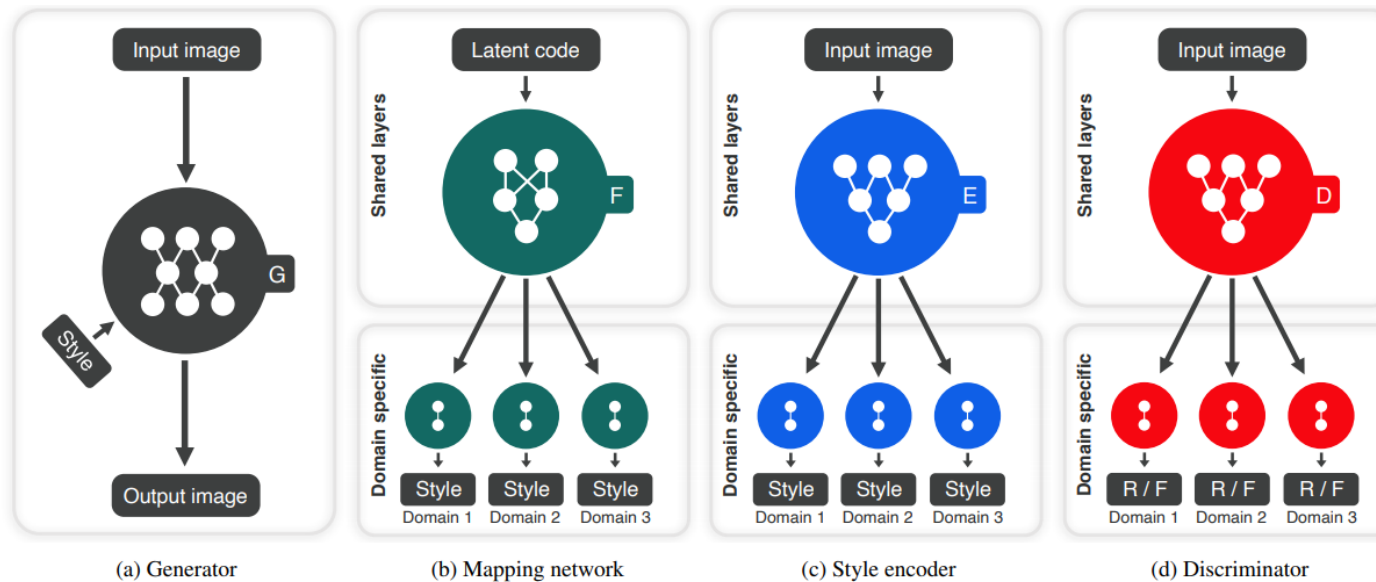 Input image
G
Style
Output image
(a) Generator
Latent code
Shared layers
F
Domain specific
Style Style Style
Domain 1 Domain 2 Domain 3
(b) Mapping network
Input image
Shared layers
E
Domain specific
Style Style Style
Domain 1 Domain 2 Domain 3
(c) Style encoder
Input image
Shared layers
D
Domain specific
R / F R / F R / F
Domain 1 Domain 2 Domain 3
(d) Discriminator